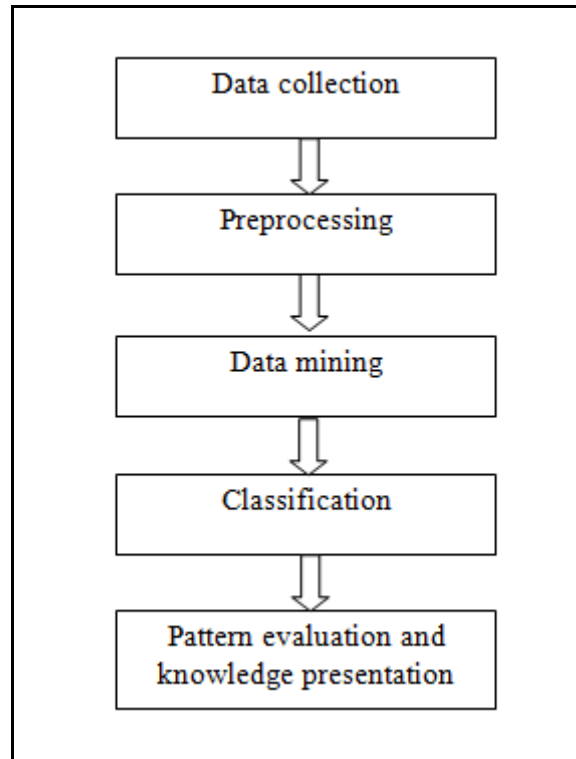 Data collection
Preprocessing
Data mining
Classification
Pattern evaluation and
knowledge presentation